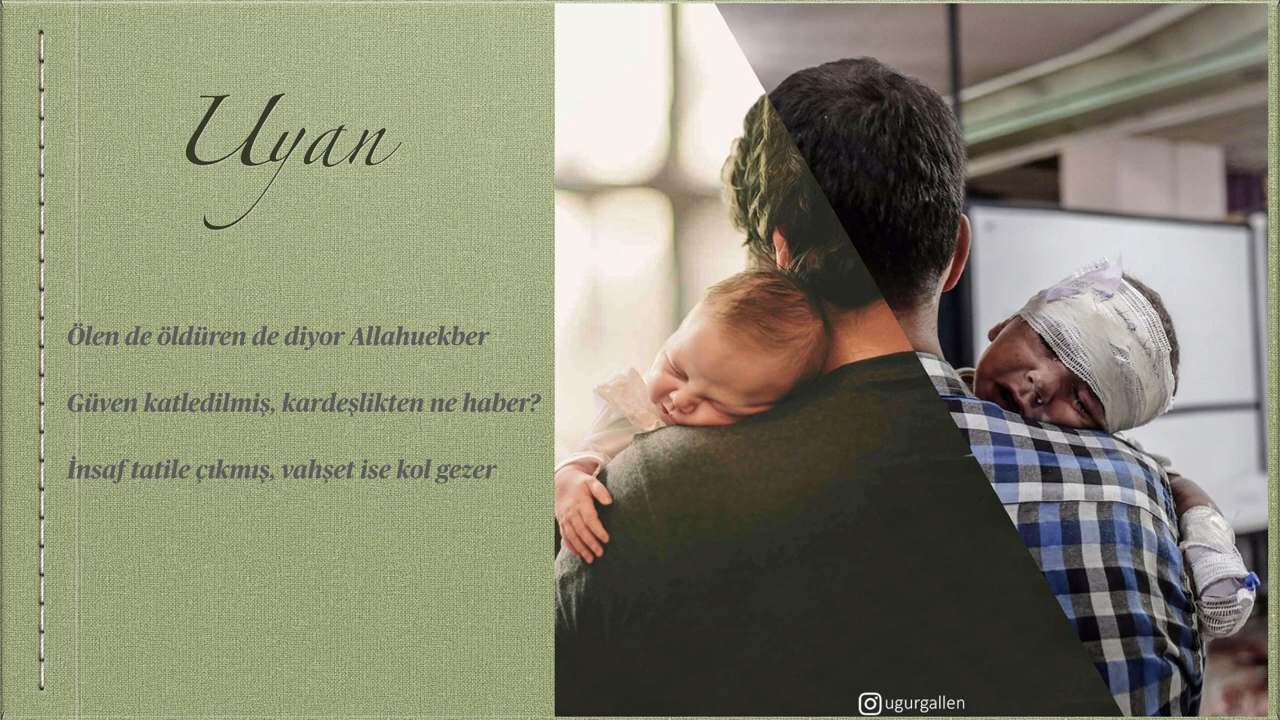 Uyan
Ölen de öldüren de diyor Allahuekber
Güven katledilmiş, kardeşlikten ne haber?
İnsaf tatile çıkmış, vahşet ise kol gezer
ugurgallen